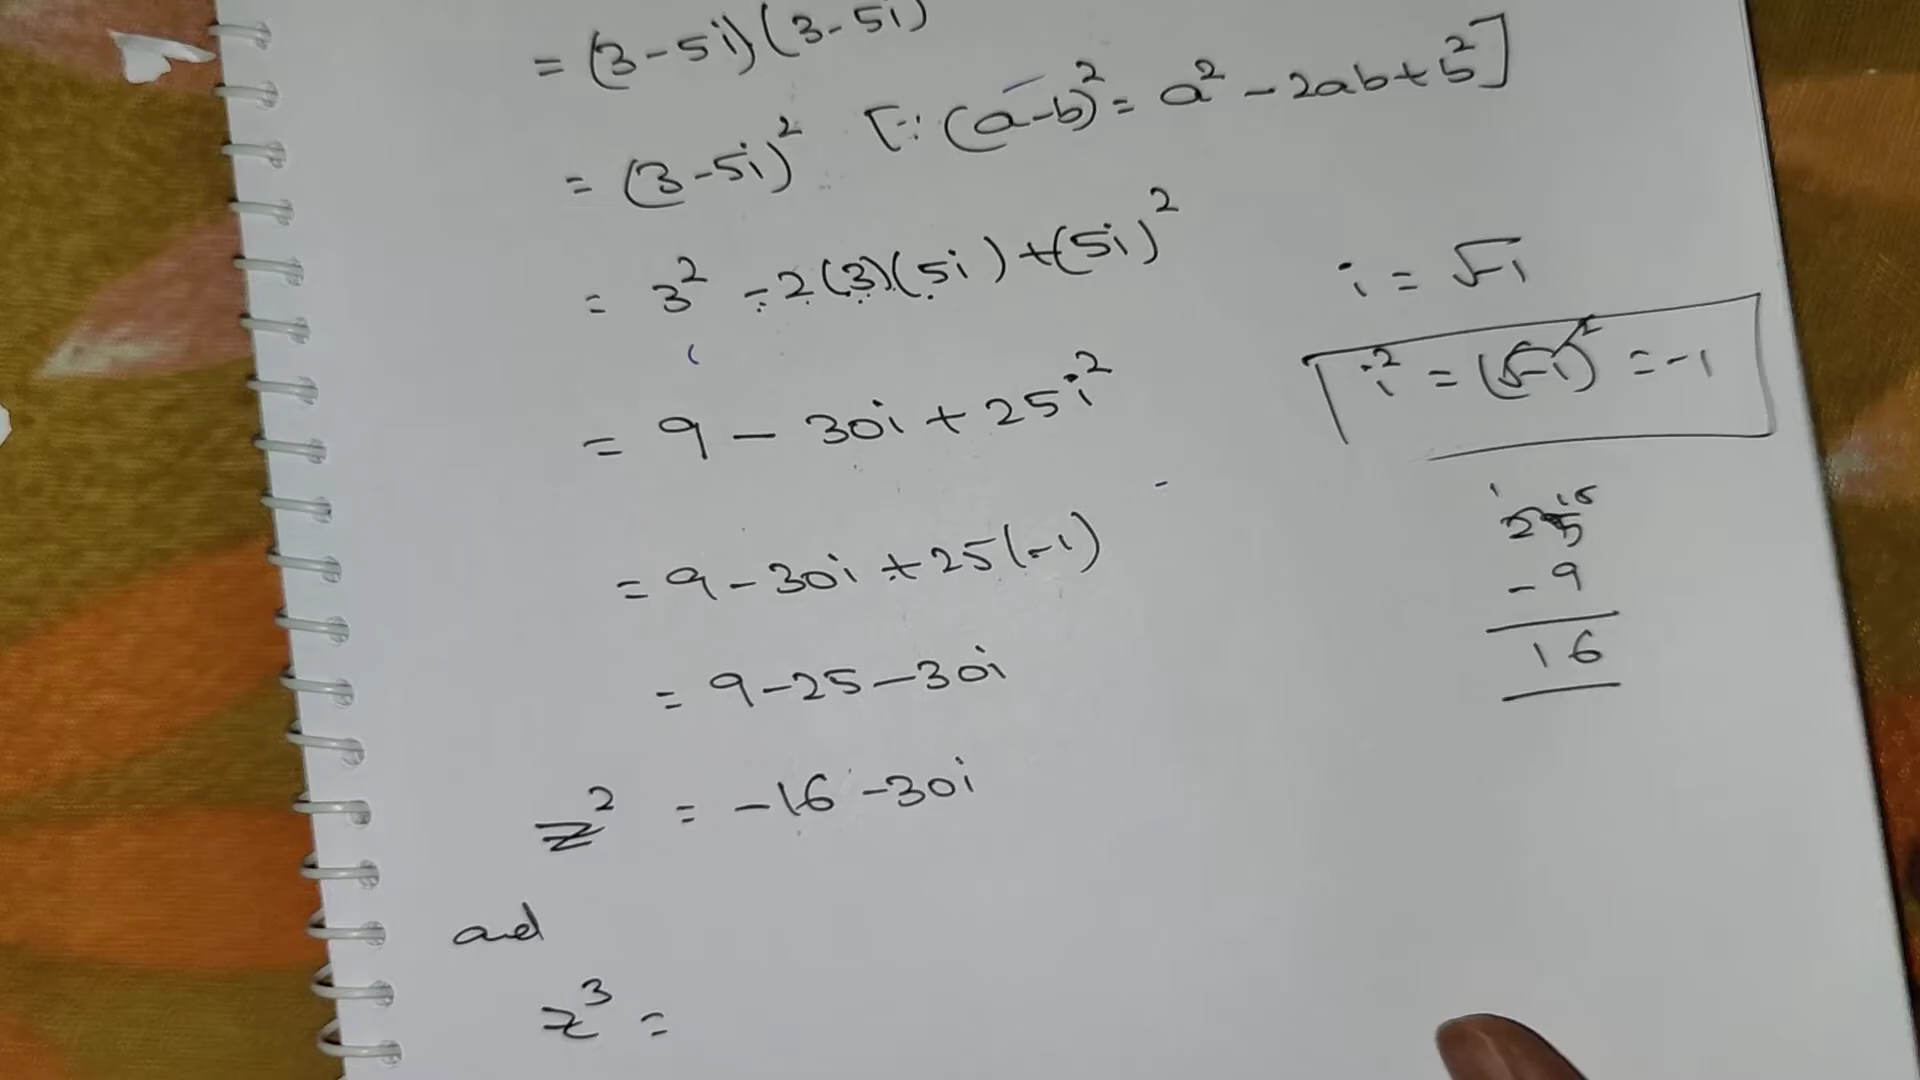 = (3-5i)(3-5i)
= (3-5i)² [∵ (a-b)² = a² - 2ab + b²]
= 3² - 2(3)(5i) + (5i)²
i = √-1
= 9 - 30i + 25i²
i² = (√-1)² = -1
= 9 - 30i + 25(-1)
1 15
25
- 9
16
= 9 - 25 - 30i
z² = -16 - 30i
and
z³ =